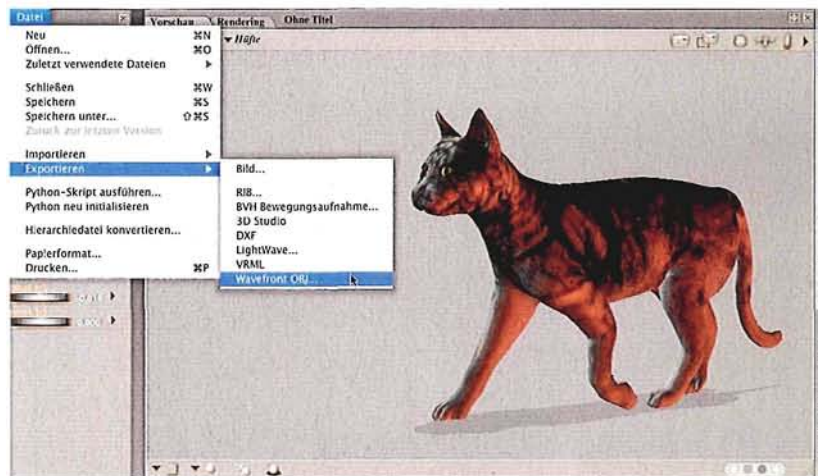 Datei
Vorschau Rendering Ohne Titel
Hüfte
Neu ⌘N
Öffnen... ⌘O
Zuletzt verwendete Dateien
Schließen ⌘W
Speichern ⌘S
Speichern unter... ⇧⌘S
Zurück zur letzten Version
Importieren
Exportieren
Python-Skript ausführen...
Python neu initialisieren
Hierarchiedatei konvertieren...
Papierformat...
Drucken... ⌘P
Bild...
RIB...
BVH Bewegungsaufnahme...
3D Studio
DXF
LightWave...
VRML
Wavefront OBJ...